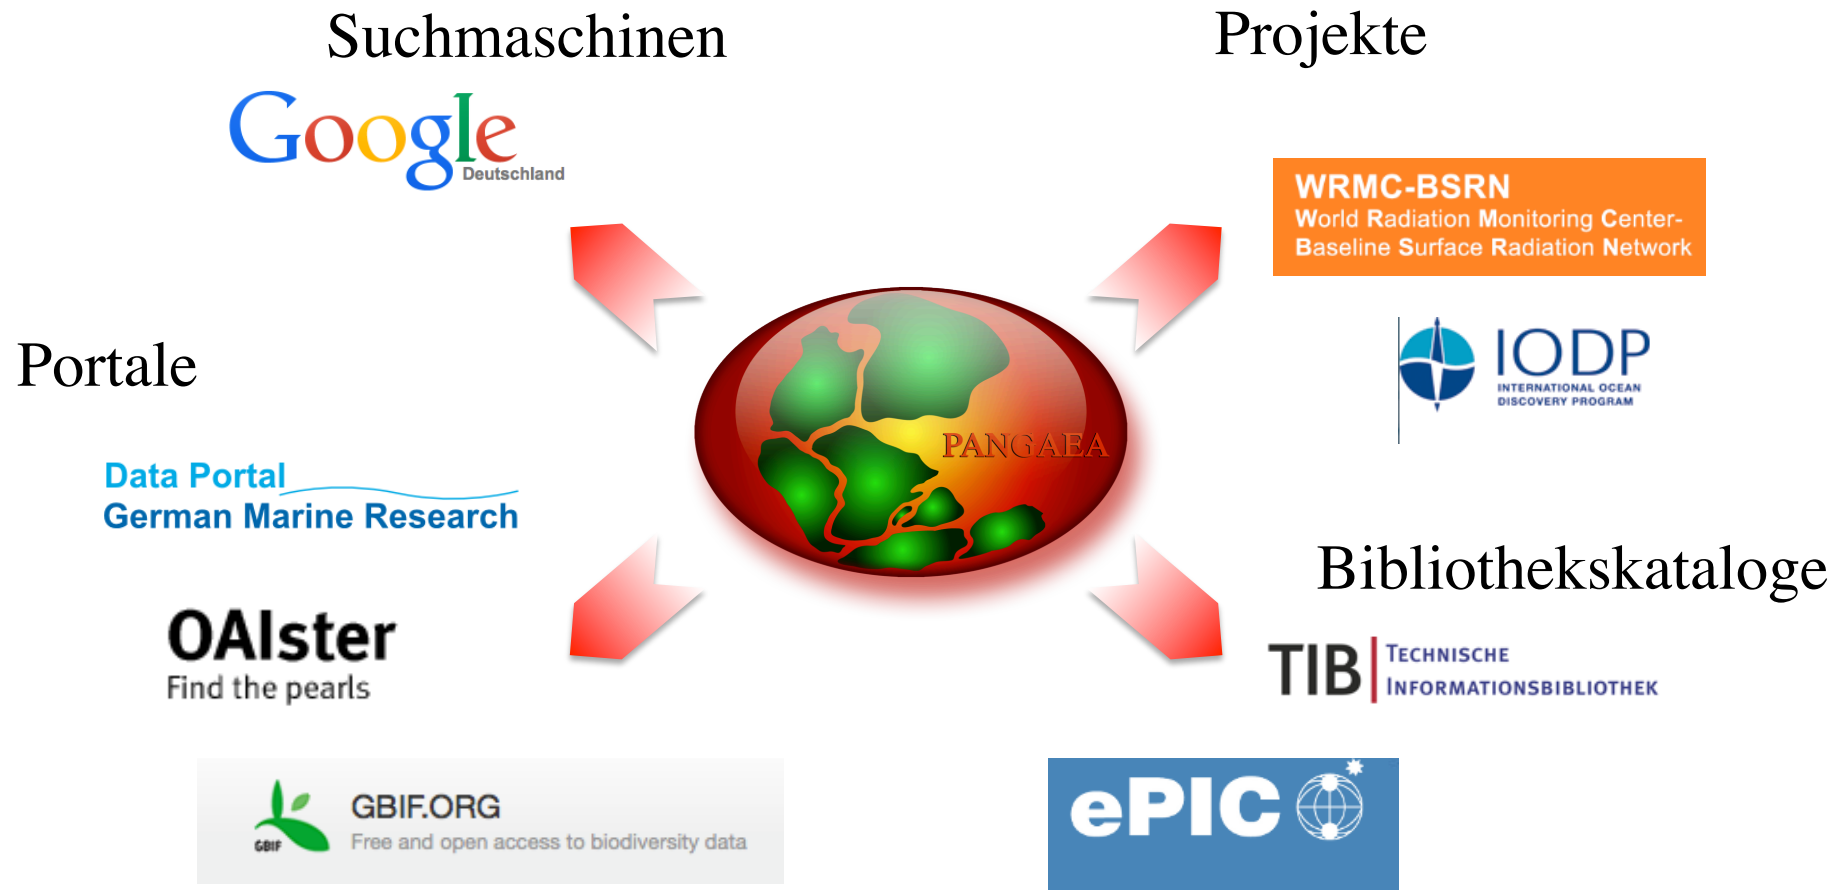 Suchmaschinen
Google
Deutschland
Projekte
WRMC-BSRN
World Radiation Monitoring Center-
Baseline Surface Radiation Network
IODP
INTERNATIONAL OCEAN
DISCOVERY PROGRAM
Portale
Data Portal
German Marine Research
OAIster
Find the pearls
GBIF
GBIF.ORG
Free and open access to biodiversity data
PANGAEA
Bibliothekskataloge
TIB
TECHNISCHE
INFORMATIONSBIBLIOTHEK
ePIC